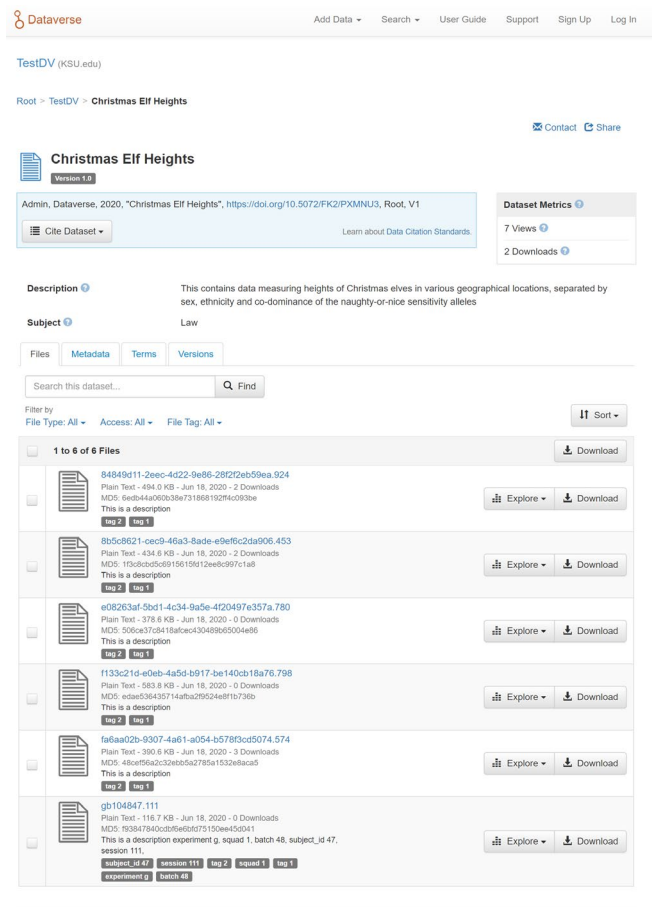 Dataverse Add Data Search User Guide Support Sign Up Log In
TestDV (KSU.edu)
Root > TestDV > Christmas Elf Heights
Contact Share
Christmas Elf Heights
Version 1.0
Admin, Dataverse, 2020, "Christmas Elf Heights", https://doi.org/10.5072/FK2/PXMNU3, Root, V1
Cite Dataset Learn about Data Citation Standards.
Dataset Metrics ?
7 Views ?
2 Downloads ?
Description ? This contains data measuring heights of Christmas elves in various geographical locations, separated by
sex, ethnicity and co-dominance of the naughty-or-nice sensitivity alleles
Subject ? Law
Files Metadata Terms Versions
Search this dataset... Find
Filter by
File Type: All Access: All File Tag: All Sort
1 to 6 of 6 Files Download
84849d11-2eec-4d22-9e86-28f2f2eb59ea.924
Plain Text - 494.0 KB - Jun 18, 2020 - 2 Downloads
MD5: 6edb44a060b38e731868192ff4c093be
This is a description
tag 2 tag 1
Explore Download
8b5c8621-cec9-46a3-8ade-e9ef6c2da906.453
Plain Text - 434.6 KB - Jun 18, 2020 - 2 Downloads
MD5: 1f3c8cbd5c6915615fd12ee8c997c1a8
This is a description
tag 2 tag 1
Explore Download
e08263af-5bd1-4c34-9a5e-4f20497e357a.780
Plain Text - 378.6 KB - Jun 18, 2020 - 0 Downloads
MD5: 506ce37c8418afcec430489b65004e86
This is a description
tag 2 tag 1
Explore Download
f133c21d-e0eb-4a5d-b917-be140cb18a76.798
Plain Text - 583.8 KB - Jun 18, 2020 - 0 Downloads
MD5: edae536435714afba2f9524e8f1b736b
This is a description
tag 2 tag 1
Explore Download
fa6aa02b-9307-4a61-a054-b578f3cd5074.574
Plain Text - 390.6 KB - Jun 18, 2020 - 3 Downloads
MD5: 48cef56a2c32ebb5a2785a1532e8aca5
This is a description
tag 2 tag 1
Explore Download
gb104847.111
Plain Text - 116.7 KB - Jun 18, 2020 - 0 Downloads
MD5: f93847840cdbf6e6bfd75150ee45d041
This is a description experiment g, squad 1, batch 48, subject_id 47,
session 111,
subject_id 47 session 111 tag 2 squad 1 tag 1
experiment g batch 48
Explore Download